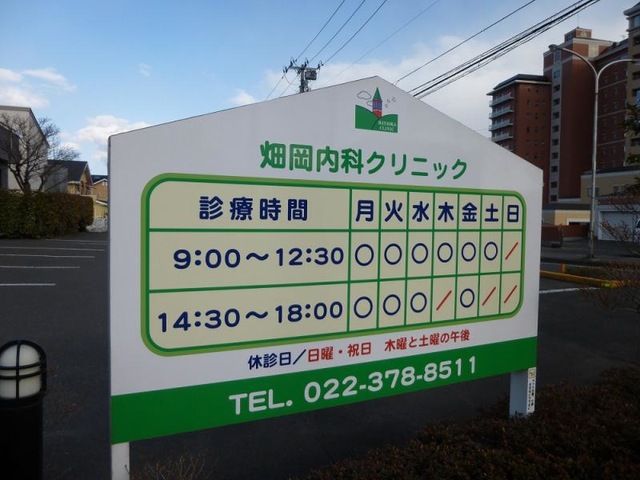 畑岡内科クリニック
診療時間 月 火 水 木 金 土 日
9:00〜12:30 ○ ○ ○ ○ ○ ○ /
14:30〜18:00 ○ ○ ○ / ○ / /
休診日/日曜・祝日 木曜と土曜の午後
TEL. 022-378-8511